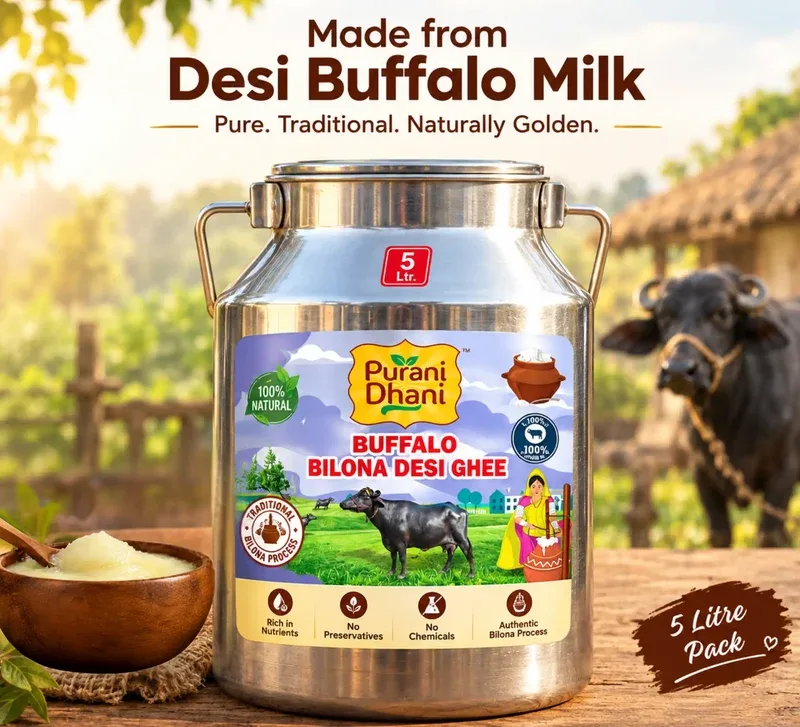 Made from
Desi Buffalo Milk
Pure. Traditional. Naturally Golden.
5
Ltr.
Purani
Dhani
TM
100%
NATURAL
100%
BUFFALO
BILONA DESI GHEE
TRADITIONAL
BILONA PROCESS
Rich in
Nutrients
No
Preservatives
No
Chemicals
Authentic
Bilona Process
5 Litre
Pack